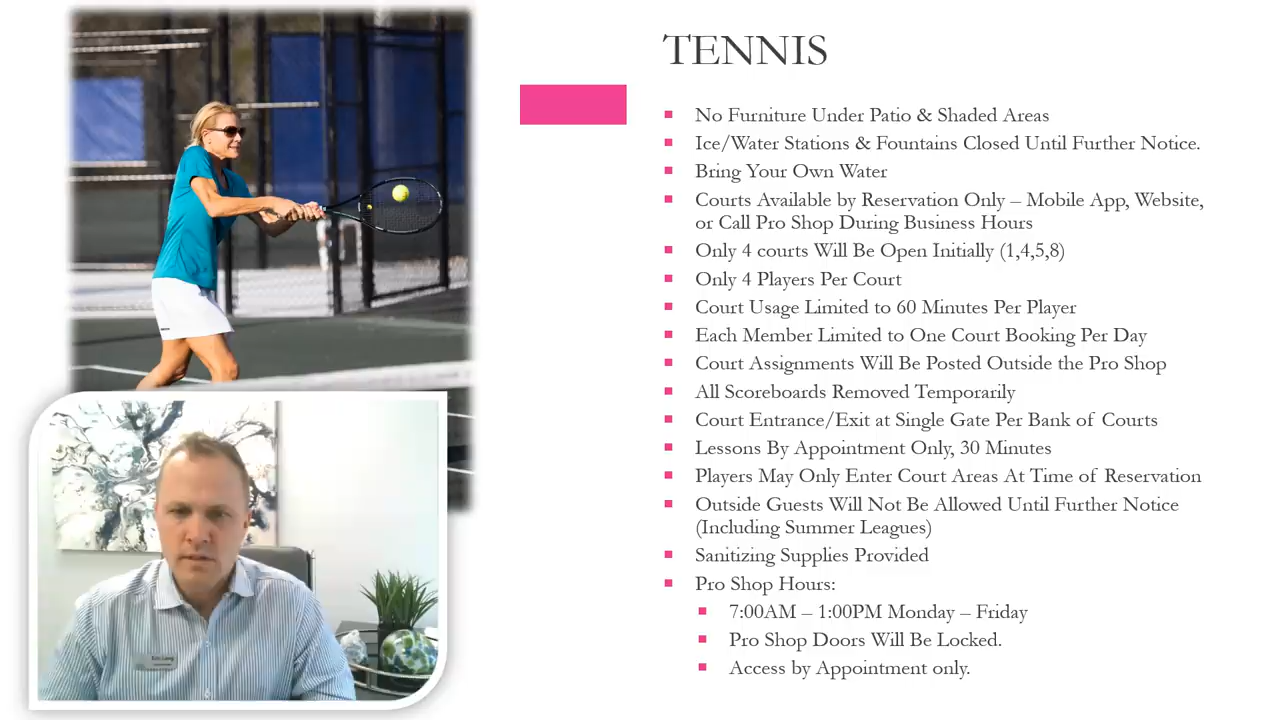 TENNIS
No Furniture Under Patio & Shaded Areas
Ice/Water Stations & Fountains Closed Until Further Notice.
Bring Your Own Water
Courts Available by Reservation Only – Mobile App, Website,
or Call Pro Shop During Business Hours
Only 4 courts Will Be Open Initially (1,4,5,8)
Only 4 Players Per Court
Court Usage Limited to 60 Minutes Per Player
Each Member Limited to One Court Booking Per Day
Court Assignments Will Be Posted Outside the Pro Shop
All Scoreboards Removed Temporarily
Court Entrance/Exit at Single Gate Per Bank of Courts
Lessons By Appointment Only, 30 Minutes
Players May Only Enter Court Areas At Time of Reservation
Outside Guests Will Not Be Allowed Until Further Notice
(Including Summer Leagues)
Sanitizing Supplies Provided
Pro Shop Hours:
7:00AM – 1:00PM Monday – Friday
Pro Shop Doors Will Be Locked.
Access by Appointment only.